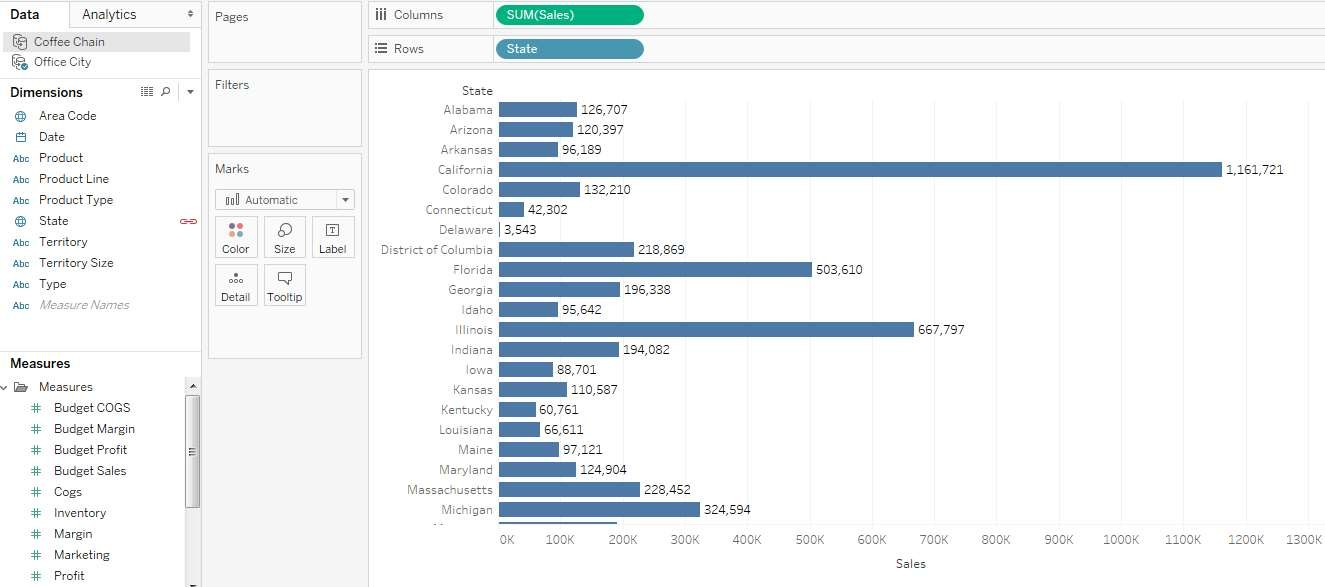 Data
Analytics
Coffee Chain
Office City
Dimensions
Area Code
Date
Abc Product
Abc Product Line
Abc Product Type
State
Abc Territory
Abc Territory Size
Abc Type
Abc Measure Names
Measures
Measures
# Budget COGS
# Budget Margin
# Budget Profit
# Budget Sales
# Cogs
# Inventory
# Margin
# Marketing
# Profit
Pages
Filters
Marks
Automatic
Color Size Label
Detail Tooltip
Columns SUM(Sales)
Rows State
State
Alabama 126,707
Arizona 120,397
Arkansas 96,189
California 1,161,721
Colorado 132,210
Connecticut 42,302
Delaware 3,543
District of Columbia 218,869
Florida 503,610
Georgia 196,338
Idaho 95,642
Illinois 667,797
Indiana 194,082
Iowa 88,701
Kansas 110,587
Kentucky 60,761
Louisiana 66,611
Maine 97,121
Maryland 124,904
Massachusetts 228,452
Michigan 324,594
0K 100K 200K 300K 400K 500K 600K 700K 800K 900K 1000K 1100K 1200K 1300K
Sales